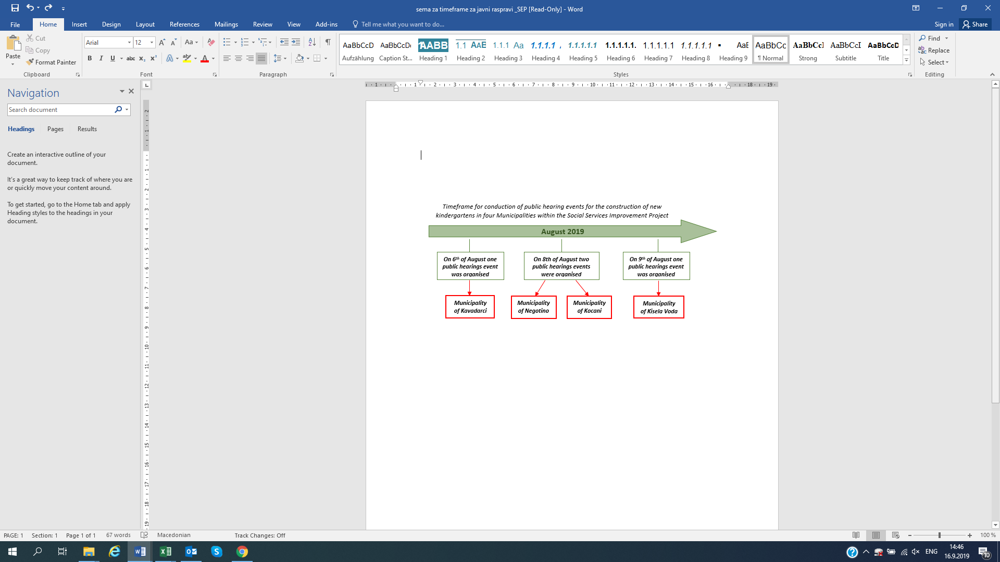 sema za timeframe za javni raspravi _SEP [Read-Only] - Word
File Home Insert Design Layout References Mailings Review View Add-ins Tell me what you want to do... Sign in Share
Paste
Cut
Copy
Format Painter
Clipboard
Arial 12
Font
Paragraph
AaBbCcD Aufzählung
AaBbCcDc Caption St...
1AABB Heading 1
1.1 AAE Heading 2
1.1.1 Aa Heading 3
1.1.1.1 Heading 4
1.1.1.1.1 Heading 5
1.1.1.1.1. Heading 6
1.1.1.1.1 Heading 7
1.1.1.1.1 Heading 8
AaE Heading 9
AaBbCc ¶ Normal
AaBbCcl Strong
AaBbCcI Subtitle
AaBbCcD Title
Styles
Find
Replace
Select
Editing
Navigation
Search document
Headings Pages Results
Create an interactive outline of your
document.
It's a great way to keep track of where you are
or quickly move your content around.
To get started, go to the Home tab and apply
Heading styles to the headings in your
document.
Timeframe for conduction of public hearing events for the construction of new
kindergartens in four Municipalities within the Social Services Improvement Project
August 2019
On 6th of August one
public hearings event
was organised
On 8th of August two
public hearings events
were organised
On 9th of August one
public hearings event
was organised
Municipality
of Kavadarci
Municipality
of Negotino
Municipality
of Kocani
Municipality
of Kisela Voda
PAGE: 1 Section: 1 Page 1 of 1 67 words Macedonian Track Changes: Off 100 %
ENG
14:46
16.9.2019
10